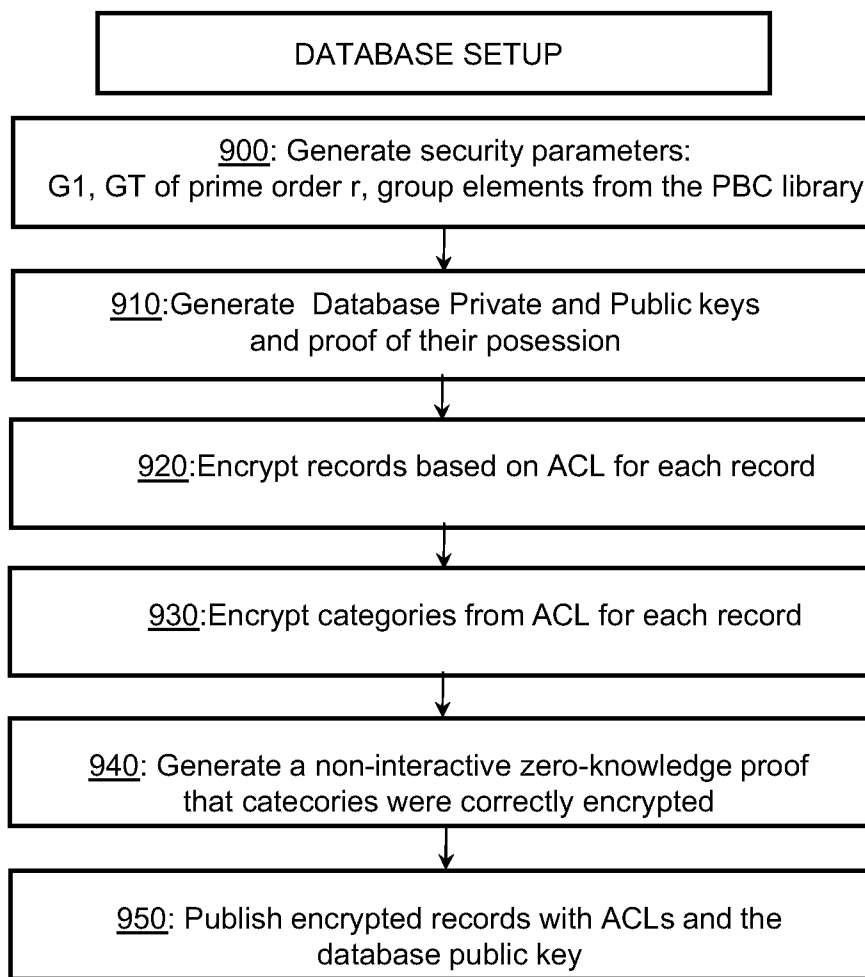 DATABASE SETUP
900: Generate security parameters:
G1, GT of prime order r, group elements from the PBC library
910:Generate Database Private and Public keys
and proof of their posession
920:Encrypt records based on ACL for each record
930:Encrypt categories from ACL for each record
940: Generate a non-interactive zero-knowledge proof
that catecories were correctly encrypted
950: Publish encrypted records with ACLs and the
database public key